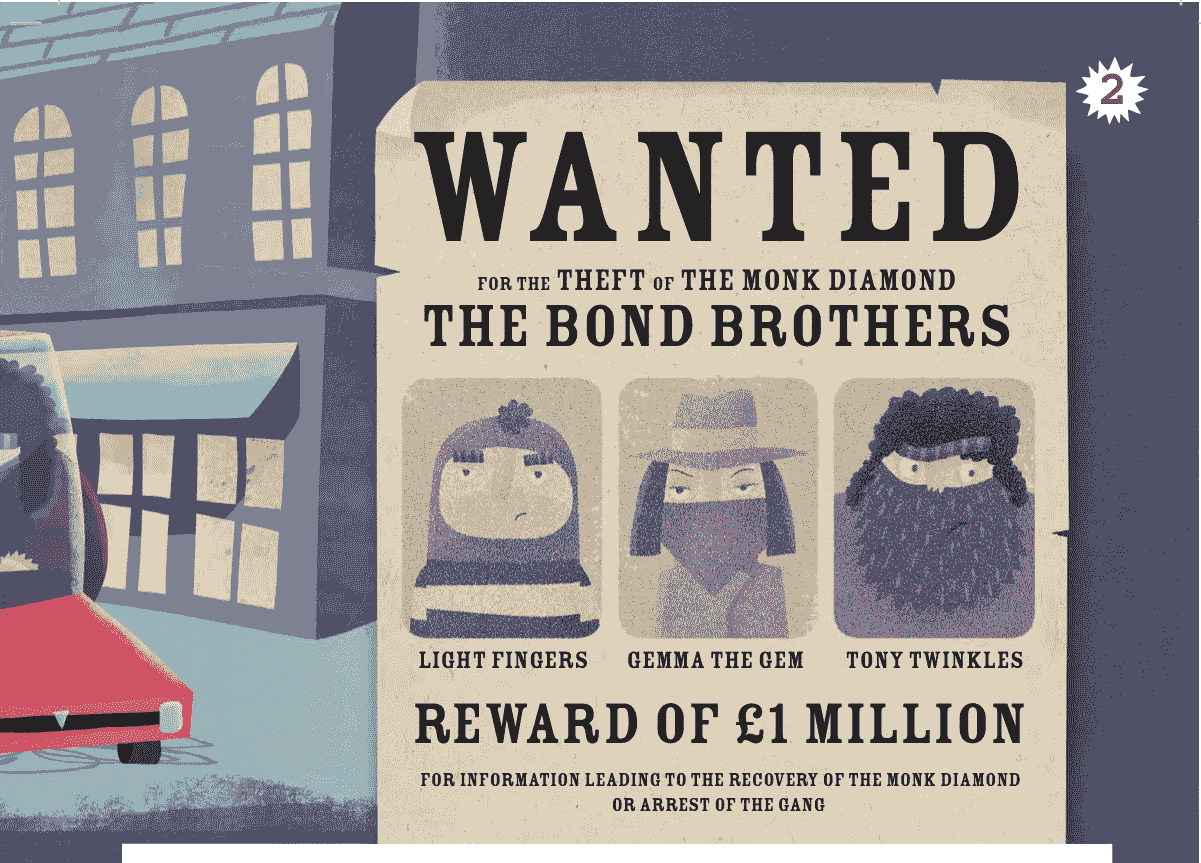 2
WANTED
FOR THE THEFT OF THE MONK DIAMOND
THE BOND BROTHERS
LIGHT FINGERS GEMMA THE GEM TONY TWINKLES
REWARD OF £1 MILLION
FOR INFORMATION LEADING TO THE RECOVERY OF THE MONK DIAMOND
OR ARREST OF THE GANG